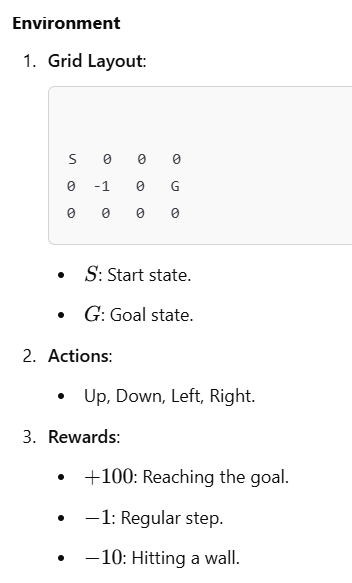 Environment
1. Grid Layout:
S 0 0 0
0 -1 0 G
0 0 0 0
• S: Start state.
• G: Goal state.
2. Actions:
• Up, Down, Left, Right.
3. Rewards:
• +100: Reaching the goal.
• −1: Regular step.
• −10: Hitting a wall.